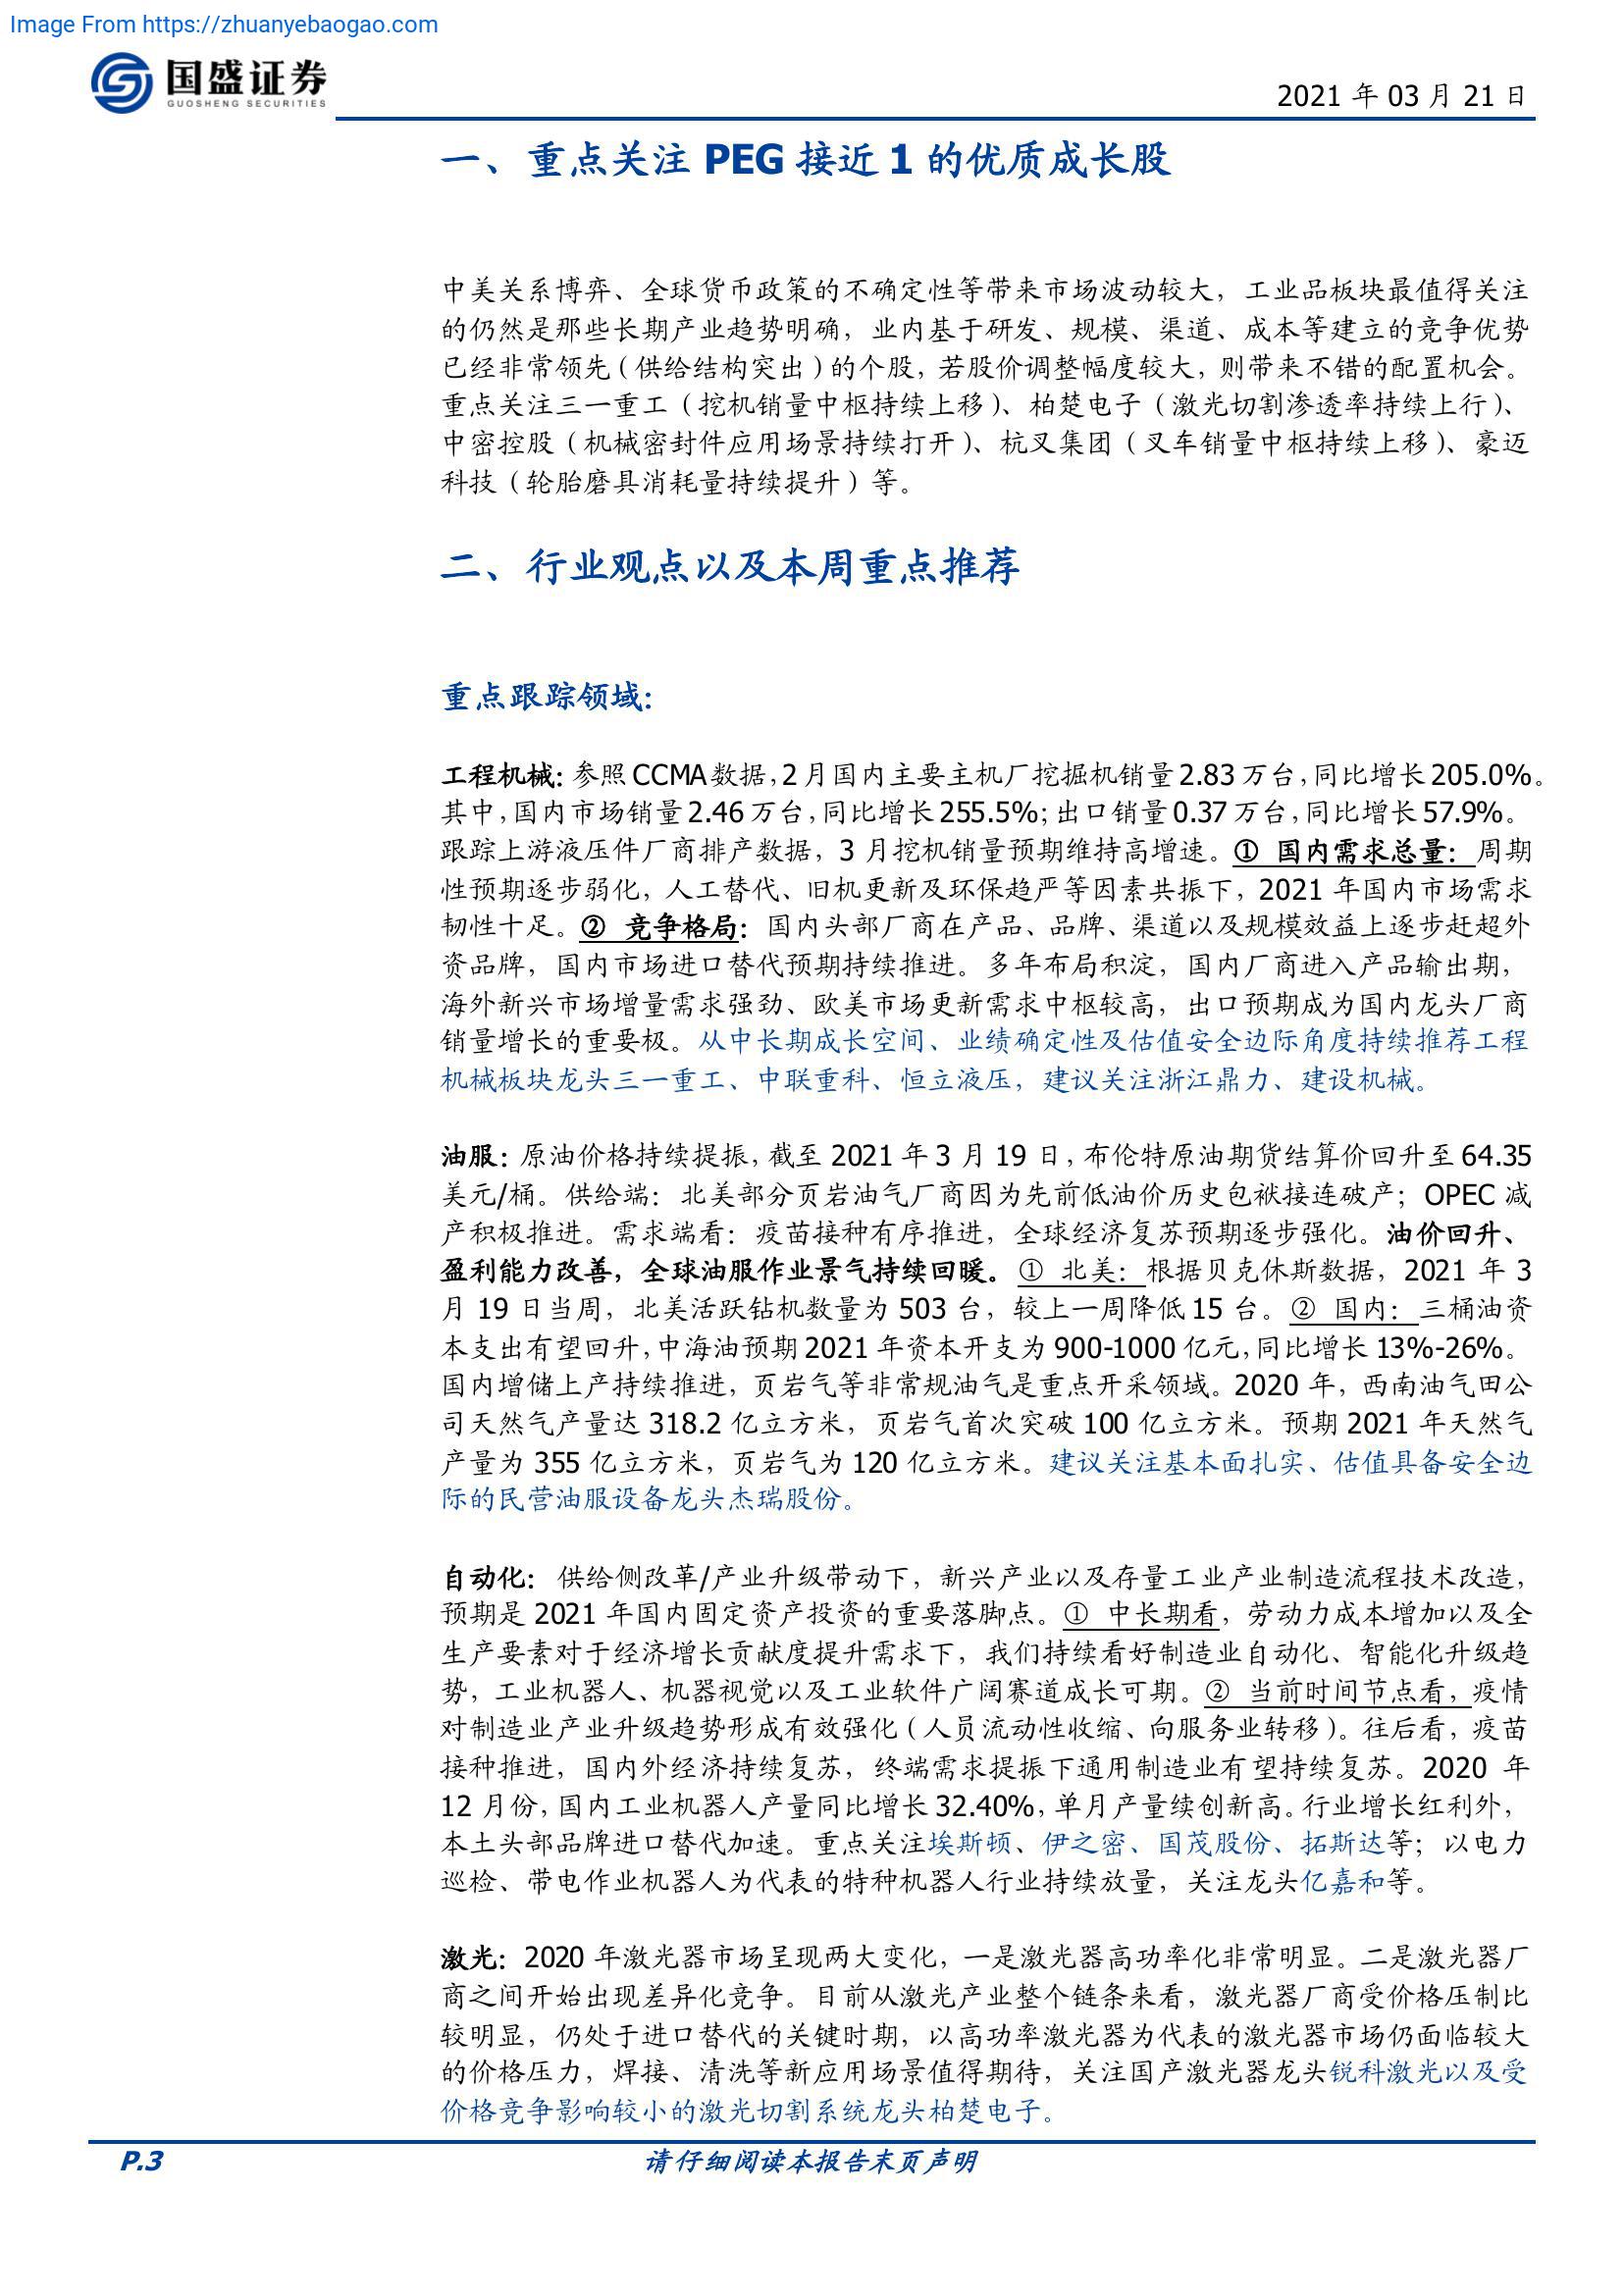 Image From https://zhuanyebaogao.com
国盛证券
GUOSHENG SECURITIES
2021 年 03 月 21 日
一、重点关注 PEG 接近 1 的优质成长股
中美关系博弈、全球货币政策的不确定性等带来市场波动较大，工业品板块最值得关注
的仍然是那些长期产业趋势明确，业内基于研发、规模、渠道、成本等建立的竞争优势
已经非常领先（供给结构突出）的个股，若股价调整幅度较大，则带来不错的配置机会。
重点关注三一重工（挖机销量中枢持续上移）、柏楚电子（激光切割渗透率持续上行）、
中密控股（机械密封件应用场景持续打开）、杭叉集团（叉车销量中枢持续上移）、豪迈
科技（轮胎磨具消耗量持续提升）等。
二、行业观点以及本周重点推荐
重点跟踪领域：
工程机械：参照 CCMA 数据，2 月国内主要主机厂挖掘机销量 2.83 万台，同比增长 205.0%。
其中，国内市场销量 2.46 万台，同比增长 255.5%；出口销量 0.37 万台，同比增长 57.9%。
跟踪上游液压件厂商排产数据，3 月挖机销量预期维持高增速。① 国内需求总量：周期
性预期逐步弱化，人工替代、旧机更新及环保趋严等因素共振下，2021 年国内市场需求
韧性十足。② 竞争格局：国内头部厂商在产品、品牌、渠道以及规模效益上逐步赶超外
资品牌，国内市场进口替代预期持续推进。多年布局积淀，国内厂商进入产品输出期，
海外新兴市场增量需求强劲、欧美市场更新需求中枢较高，出口预期成为国内龙头厂商
销量增长的重要极。从中长期成长空间、业绩确定性及估值安全边际角度持续推荐工程
机械板块龙头三一重工、中联重科、恒立液压，建议关注浙江鼎力、建设机械。
油服：原油价格持续提振，截至 2021 年 3 月 19 日，布伦特原油期货结算价回升至 64.35
美元/桶。供给端：北美部分页岩油气厂商因为先前低油价历史包袱接连破产；OPEC 减
产积极推进。需求端看：疫苗接种有序推进，全球经济复苏预期逐步强化。油价回升、
盈利能力改善，全球油服作业景气持续回暖。① 北美：根据贝克休斯数据，2021 年 3
月 19 日当周，北美活跃钻机数量为 503 台，较上一周降低 15 台。② 国内：三桶油资
本支出有望回升，中海油预期 2021 年资本开支为 900-1000 亿元，同比增长 13%-26%。
国内增储上产持续推进，页岩气等非常规油气是重点开采领域。2020 年，西南油气田公
司天然气产量达 318.2 亿立方米，页岩气首次突破 100 亿立方米。预期 2021 年天然气
产量为 355 亿立方米，页岩气为 120 亿立方米。建议关注基本面扎实、估值具备安全边
际的民营油服设备龙头杰瑞股份。
自动化：供给侧改革/产业升级带动下，新兴产业以及存量工业产业制造流程技术改造，
预期是 2021 年国内固定资产投资的重要落脚点。① 中长期看，劳动力成本增加以及全
生产要素对于经济增长贡献度提升需求下，我们持续看好制造业自动化、智能化升级趋
势，工业机器人、机器视觉以及工业软件广阔赛道成长可期。② 当前时间节点看，疫情
对制造业产业升级趋势形成有效强化（人员流动性收缩、向服务业转移）。往后看，疫苗
接种推进，国内外经济持续复苏，终端需求提振下通用制造业有望持续复苏。2020 年
12 月份，国内工业机器人产量同比增长 32.40%，单月产量续创新高。行业增长红利外，
本土头部品牌进口替代加速。重点关注埃斯顿、伊之密、国茂股份、拓斯达等；以电力
巡检、带电作业机器人为代表的特种机器人行业持续放量，关注龙头亿嘉和等。
激光：2020 年激光器市场呈现两大变化，一是激光器高功率化非常明显。二是激光器厂
商之间开始出现差异化竞争。目前从激光产业整个链条来看，激光器厂商受价格压制比
较明显，仍处于进口替代的关键时期，以高功率激光器为代表的激光器市场仍面临较大
的价格压力，焊接、清洗等新应用场景值得期待，关注国产激光器龙头锐科激光以及受
价格竞争影响较小的激光切割系统龙头柏楚电子。
P.3
请仔细阅读本报告末页声明